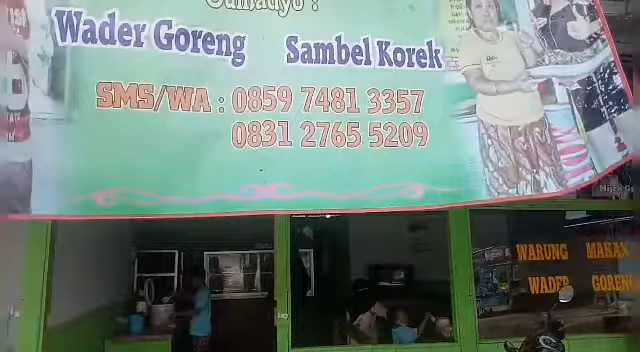 Wader Goreng
Sambel Korek
SMS/WA : 0859 7481 3357
0831 2765 5209
WARUNG MAKAN
WADER GORENG